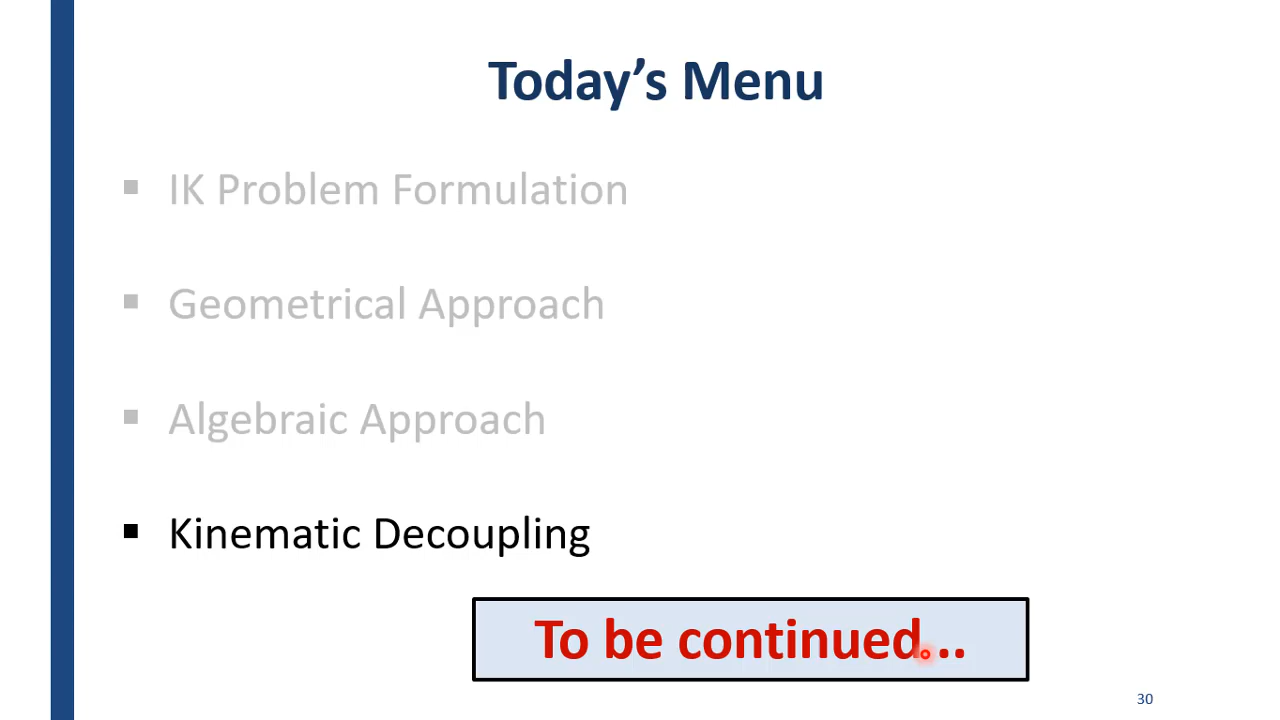 Today’s Menu
▪ IK Problem Formulation
▪ Geometrical Approach
▪ Algebraic Approach
▪ Kinematic Decoupling
To be continued...
30